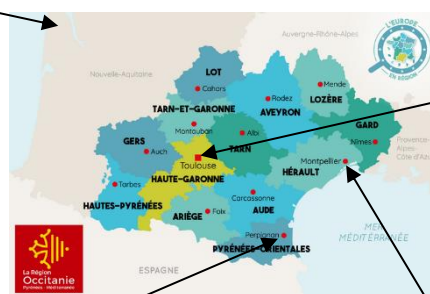 L'EUROPE
EN RÉGION
Auvergne-Rhône-Alpes
Nouvelle-Aquitaine
LOT
Cahors
Mende
LOZÈRE
Rodez
AVEYRON
TARN-ET-GARONNE
Montauban
Albi
TARN
GARD
Nîmes
Provence-
Alpes
Côte d'Azur
GERS
Auch
Toulouse
HAUTE-GARONNE
Montpellier
HÉRAULT
Tarbes
HAUTES-PYRÉNÉES
ARIÈGE
Foix
Carcassonne
AUDE
Perpignan
PYRÉNÉES-ORIENTALES
MER
MÉDITERRANÉE
ESPAGNE
La Région
Occitanie
Pyrénées - Méditerranée